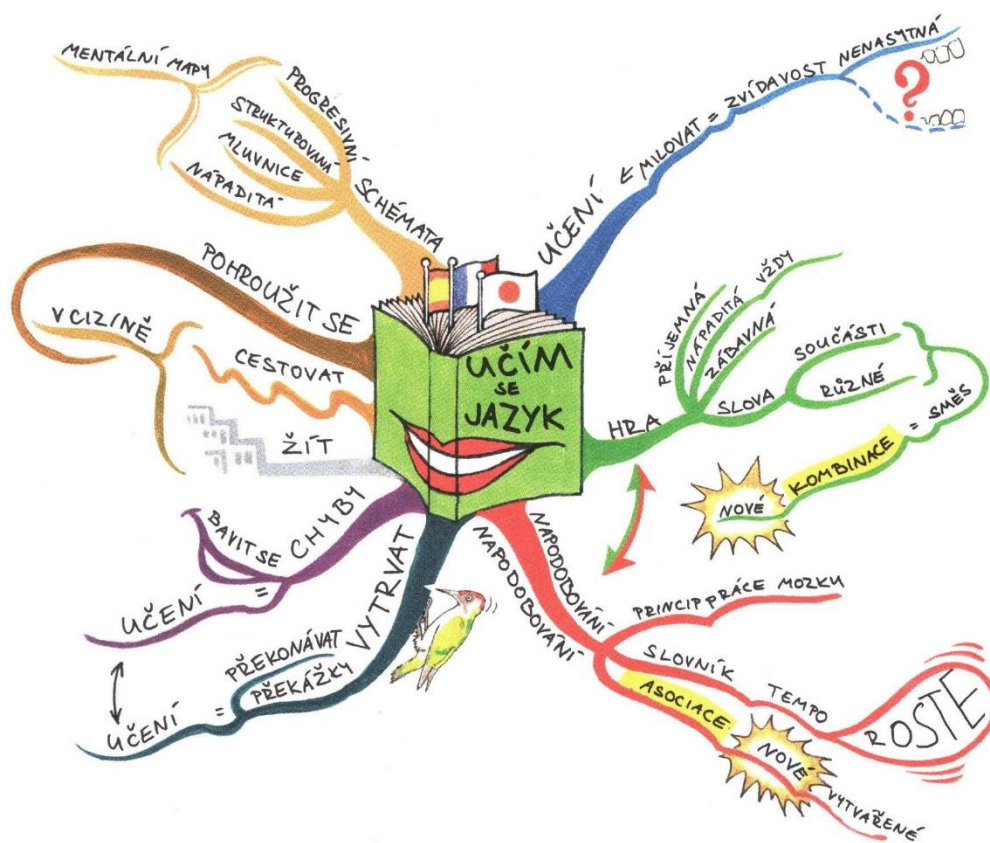 UČÍM
SE
JAZYK
UČENÍ
← MILOVAT = ZVÍDAVOST NENASYTNÁ
?
HRA
PŘÍJEMNÁ
NÁPADITÁ
ZÁBAVNÁ
VŽDY
SLOVA
SOUČÁSTI
RŮZNÉ
SMĚS
=
KOMBINACE
NOVÉ
NAPODOBOVÁNÍ
NAPODOBOVÁNÍ
PRINCIP PRÁCE MOZKU
SLOVNÍK
TEMPO
ROSTE
ASOCIACE
NOVÉ
VYTVAŘENÉ
VYTRVAT
PŘEKONÁVAT
PŘEKÁŽKY
=
UČENÍ
CHYBY
BAVIT SE
=
UČENÍ
POHROUŽIT SE
V CIZÍNĚ
CESTOVAT
ŽÍT
SCHÉMATA
PROGRESIVNÍ
STRUKTUROVANÁ
MLUVNICE
NÁPADITÁ
MENTÁLNÍ MAPY